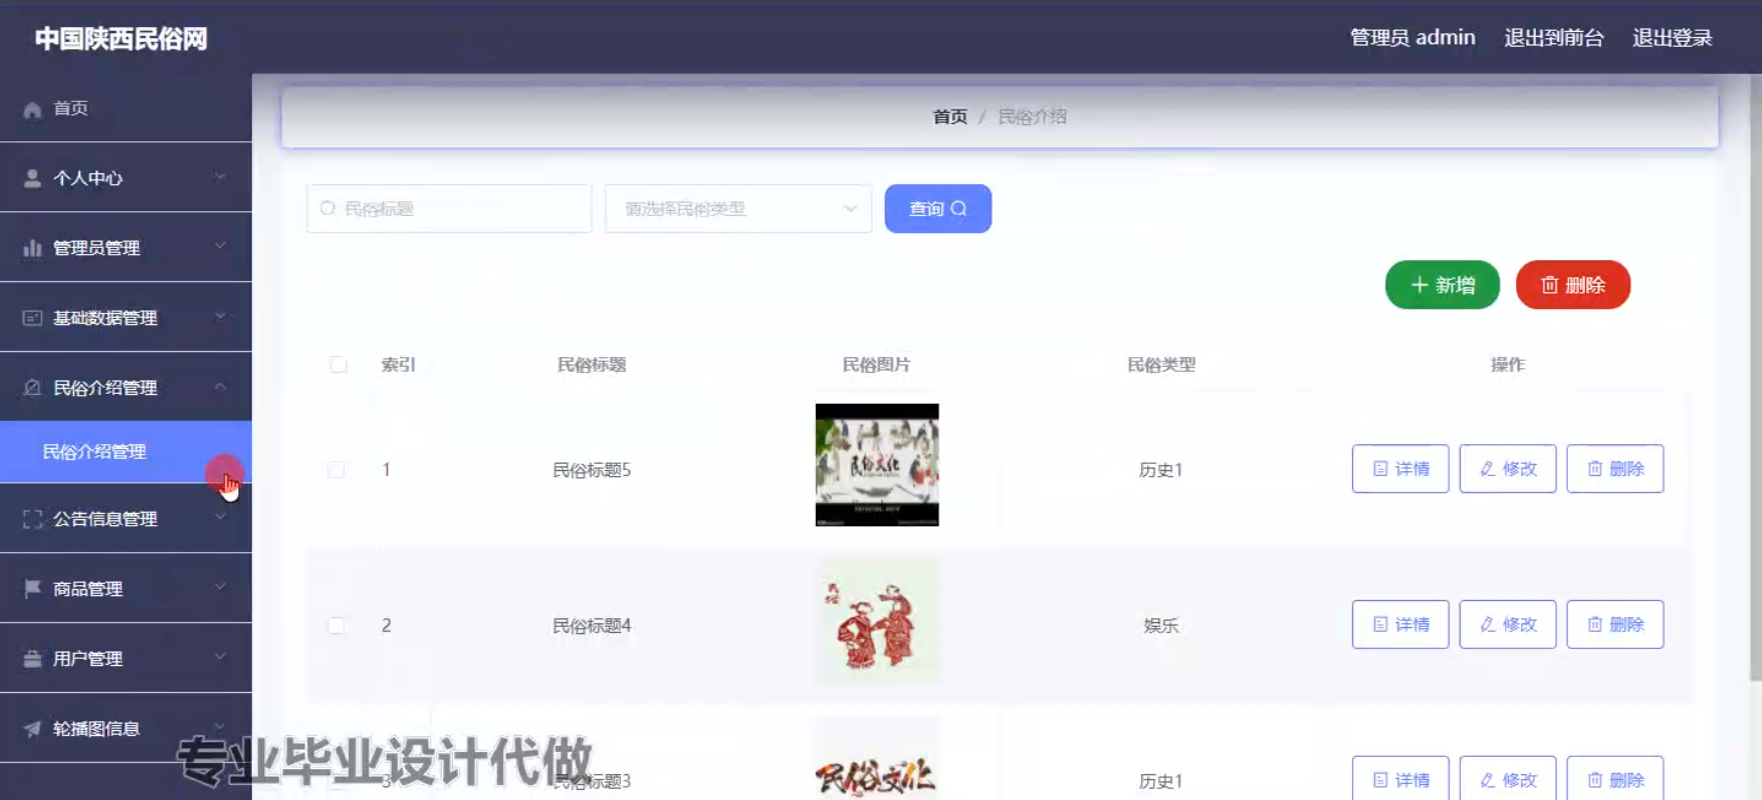 中国陕西民俗网
管理员 admin 退出到前台 退出登录
首页
个人中心
管理员管理
基础数据管理
民俗介绍管理
民俗介绍管理
公告信息管理
商品管理
用户管理
轮播图信息
首页 / 民俗介绍
民俗标题 请选择民俗类型 查询
新增 删除
索引 民俗标题 民俗图片 民俗类型 操作
1 民俗标题5 历史1 详情 修改 删除
民俗文化
2 民俗标题4 娱乐 详情 修改 删除
民俗
3 民俗标题3 历史1 详情 修改 删除
民俗文化
专业毕业设计代做